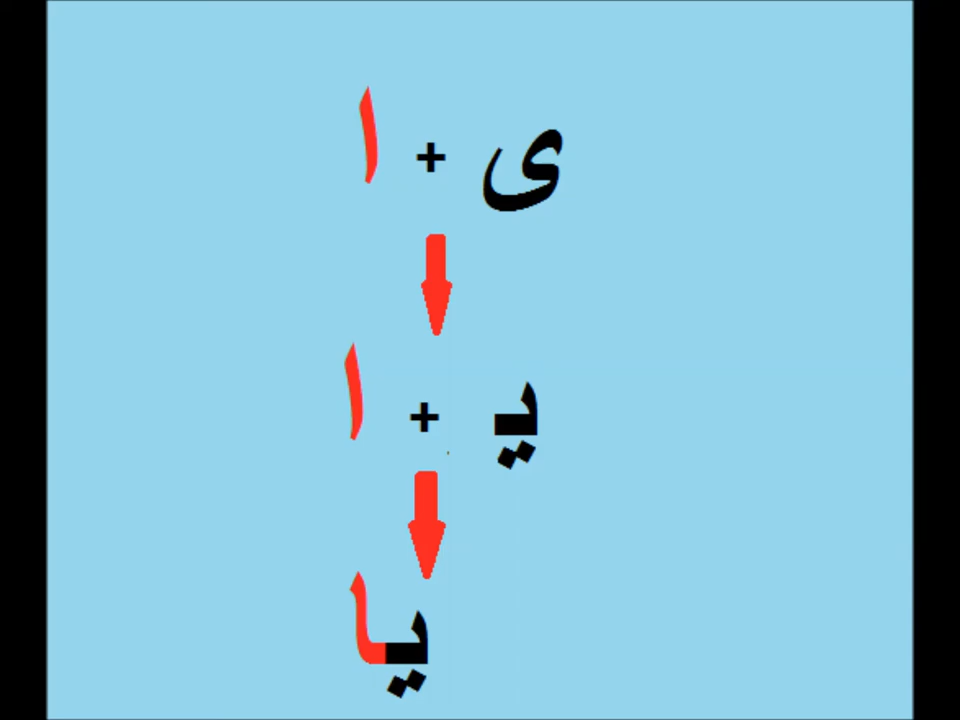 ی + ا
یـ + ا
یا